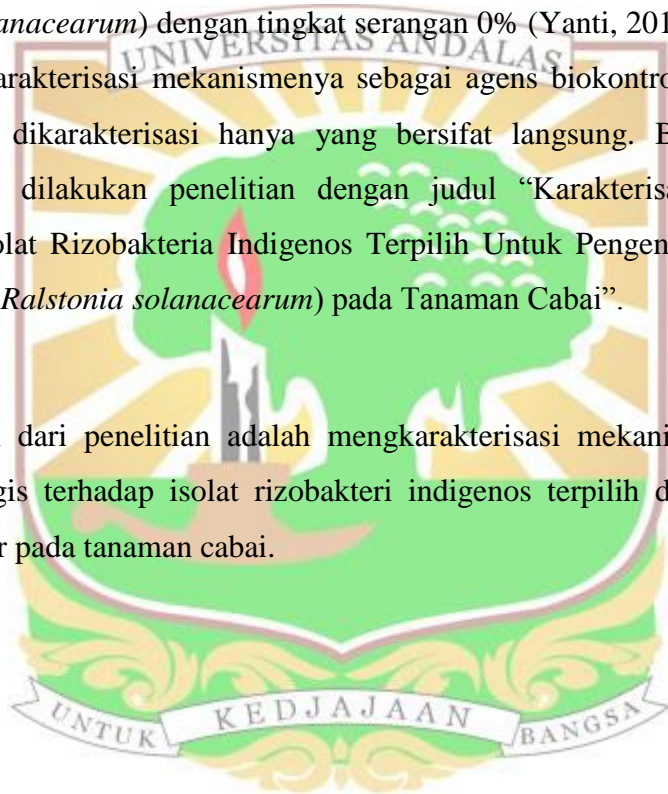 anacearum) dengan tingkat serangan 0% (Yanti, 201
UNIVERSITAS ANDALAS
arakterisasi mekanismenya sebagai agens biokontro
dikarakterisasi hanya yang bersifat langsung. B
dilakukan penelitian dengan judul “Karakterisa
olat Rizobakteria Indigenos Terpilih Untuk Pengen
Ralstonia solanacearum) pada Tanaman Cabai”.
dari penelitian adalah mengkarakterisasi mekani
gis terhadap isolat rizobakteri indigenos terpilih d
r pada tanaman cabai.
UNTUK KEDJAJAAN BANGSA